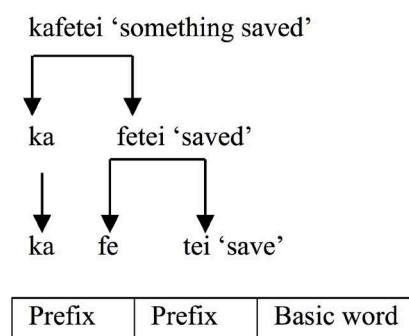 kafetei ‘something saved’
ka fetei ‘saved’
ka fe tei ‘save’
Prefix Prefix Basic word